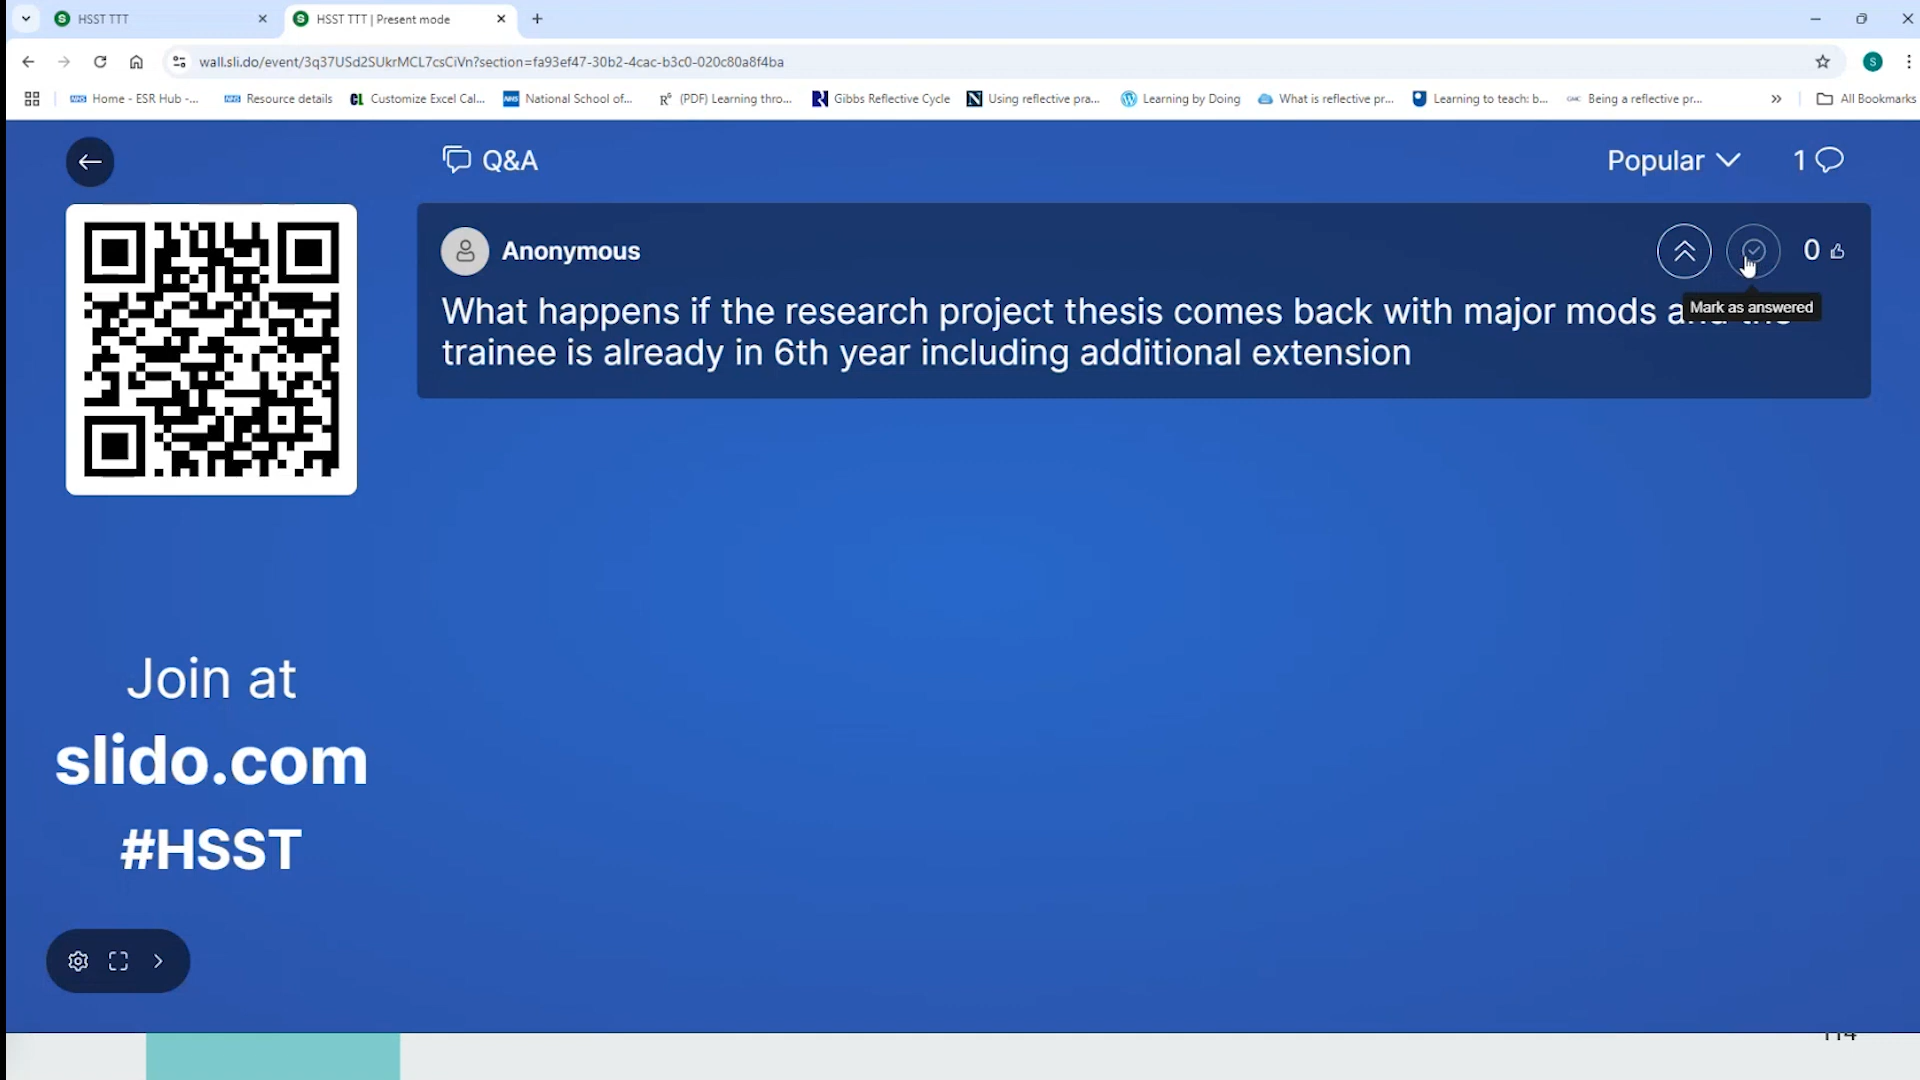 HSST TTT
HSST TTT | Present mode
wall.sli.do/event/3q37USd2SUkrMCL7csCiVn?section=fa93ef47-30b2-4cac-b3c0-020c80a8f4ba
S
Home - ESR Hub -...
Resource details
CL Customize Excel Cal...
National School of...
R⁶ (PDF) Learning thro...
Gibbs Reflective Cycle
Using reflective pra...
Learning by Doing
What is reflective pr...
Learning to teach: b...
Being a reflective pr...
All Bookmarks
Q&A
Popular
1
Anonymous
0
What happens if the research project thesis comes back with major mods and the
Mark as answered
trainee is already in 6th year including additional extension
Join at
slido.com
#HSST